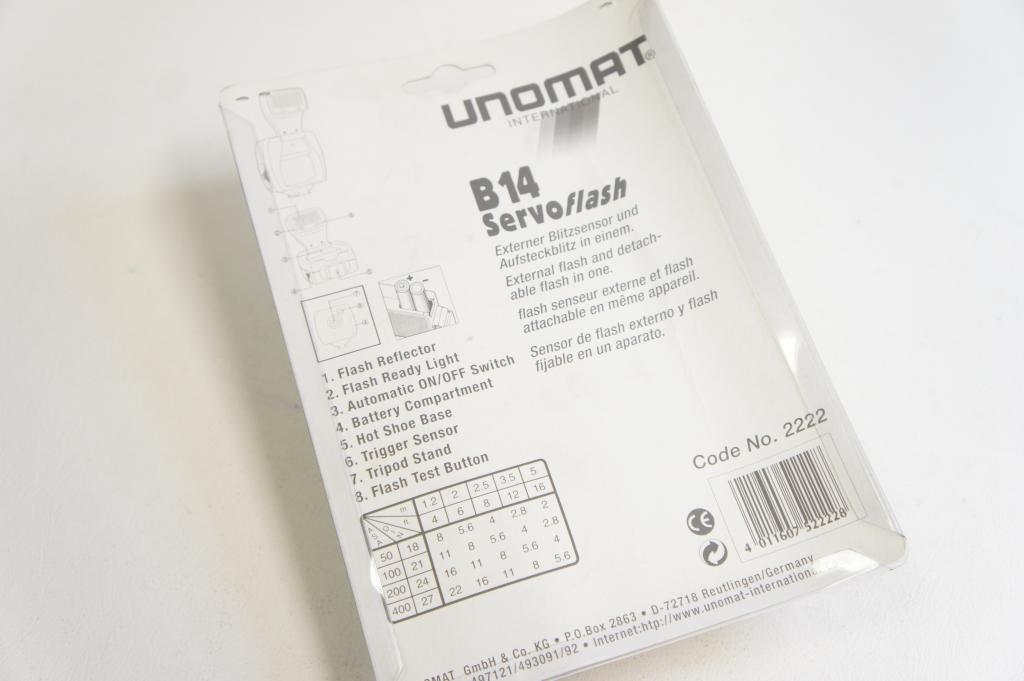 UNOMAT®
INTERNATIONAL
B14
Servoflash
Externer Blitzsensor und
Aufsteckblitz in einem.
External flash and detach-
able flash in one.
flash senseur externe et flash
attachable en même appareil.
Sensor de flash externo y flash
fijable en un aparato.
+ -
1. Flash Reflector
2. Flash Ready Light
3. Automatic ON/OFF Switch
4. Battery Compartment
5. Hot Shoe Base
6. Trigger Sensor
7. Tripod Stand
8. Flash Test Button
m 1.2 2 2.5 3.5 5
ft. 4 6 8 12 16
ASA DIN
50 18 8 5.6 4 2.8 2
100 21 11 8 5.6 4 2.8
200 24 16 11 8 5.6 4
400 27 22 16 11 8 5.6
Code No. 2222
CE
4 011607 522228
OMAT GmbH & Co. KG • P.O.Box 2863 • D-72718 Reutlingen/Germany
497121/493091/92 • Internet:http://www.unomat-internationa